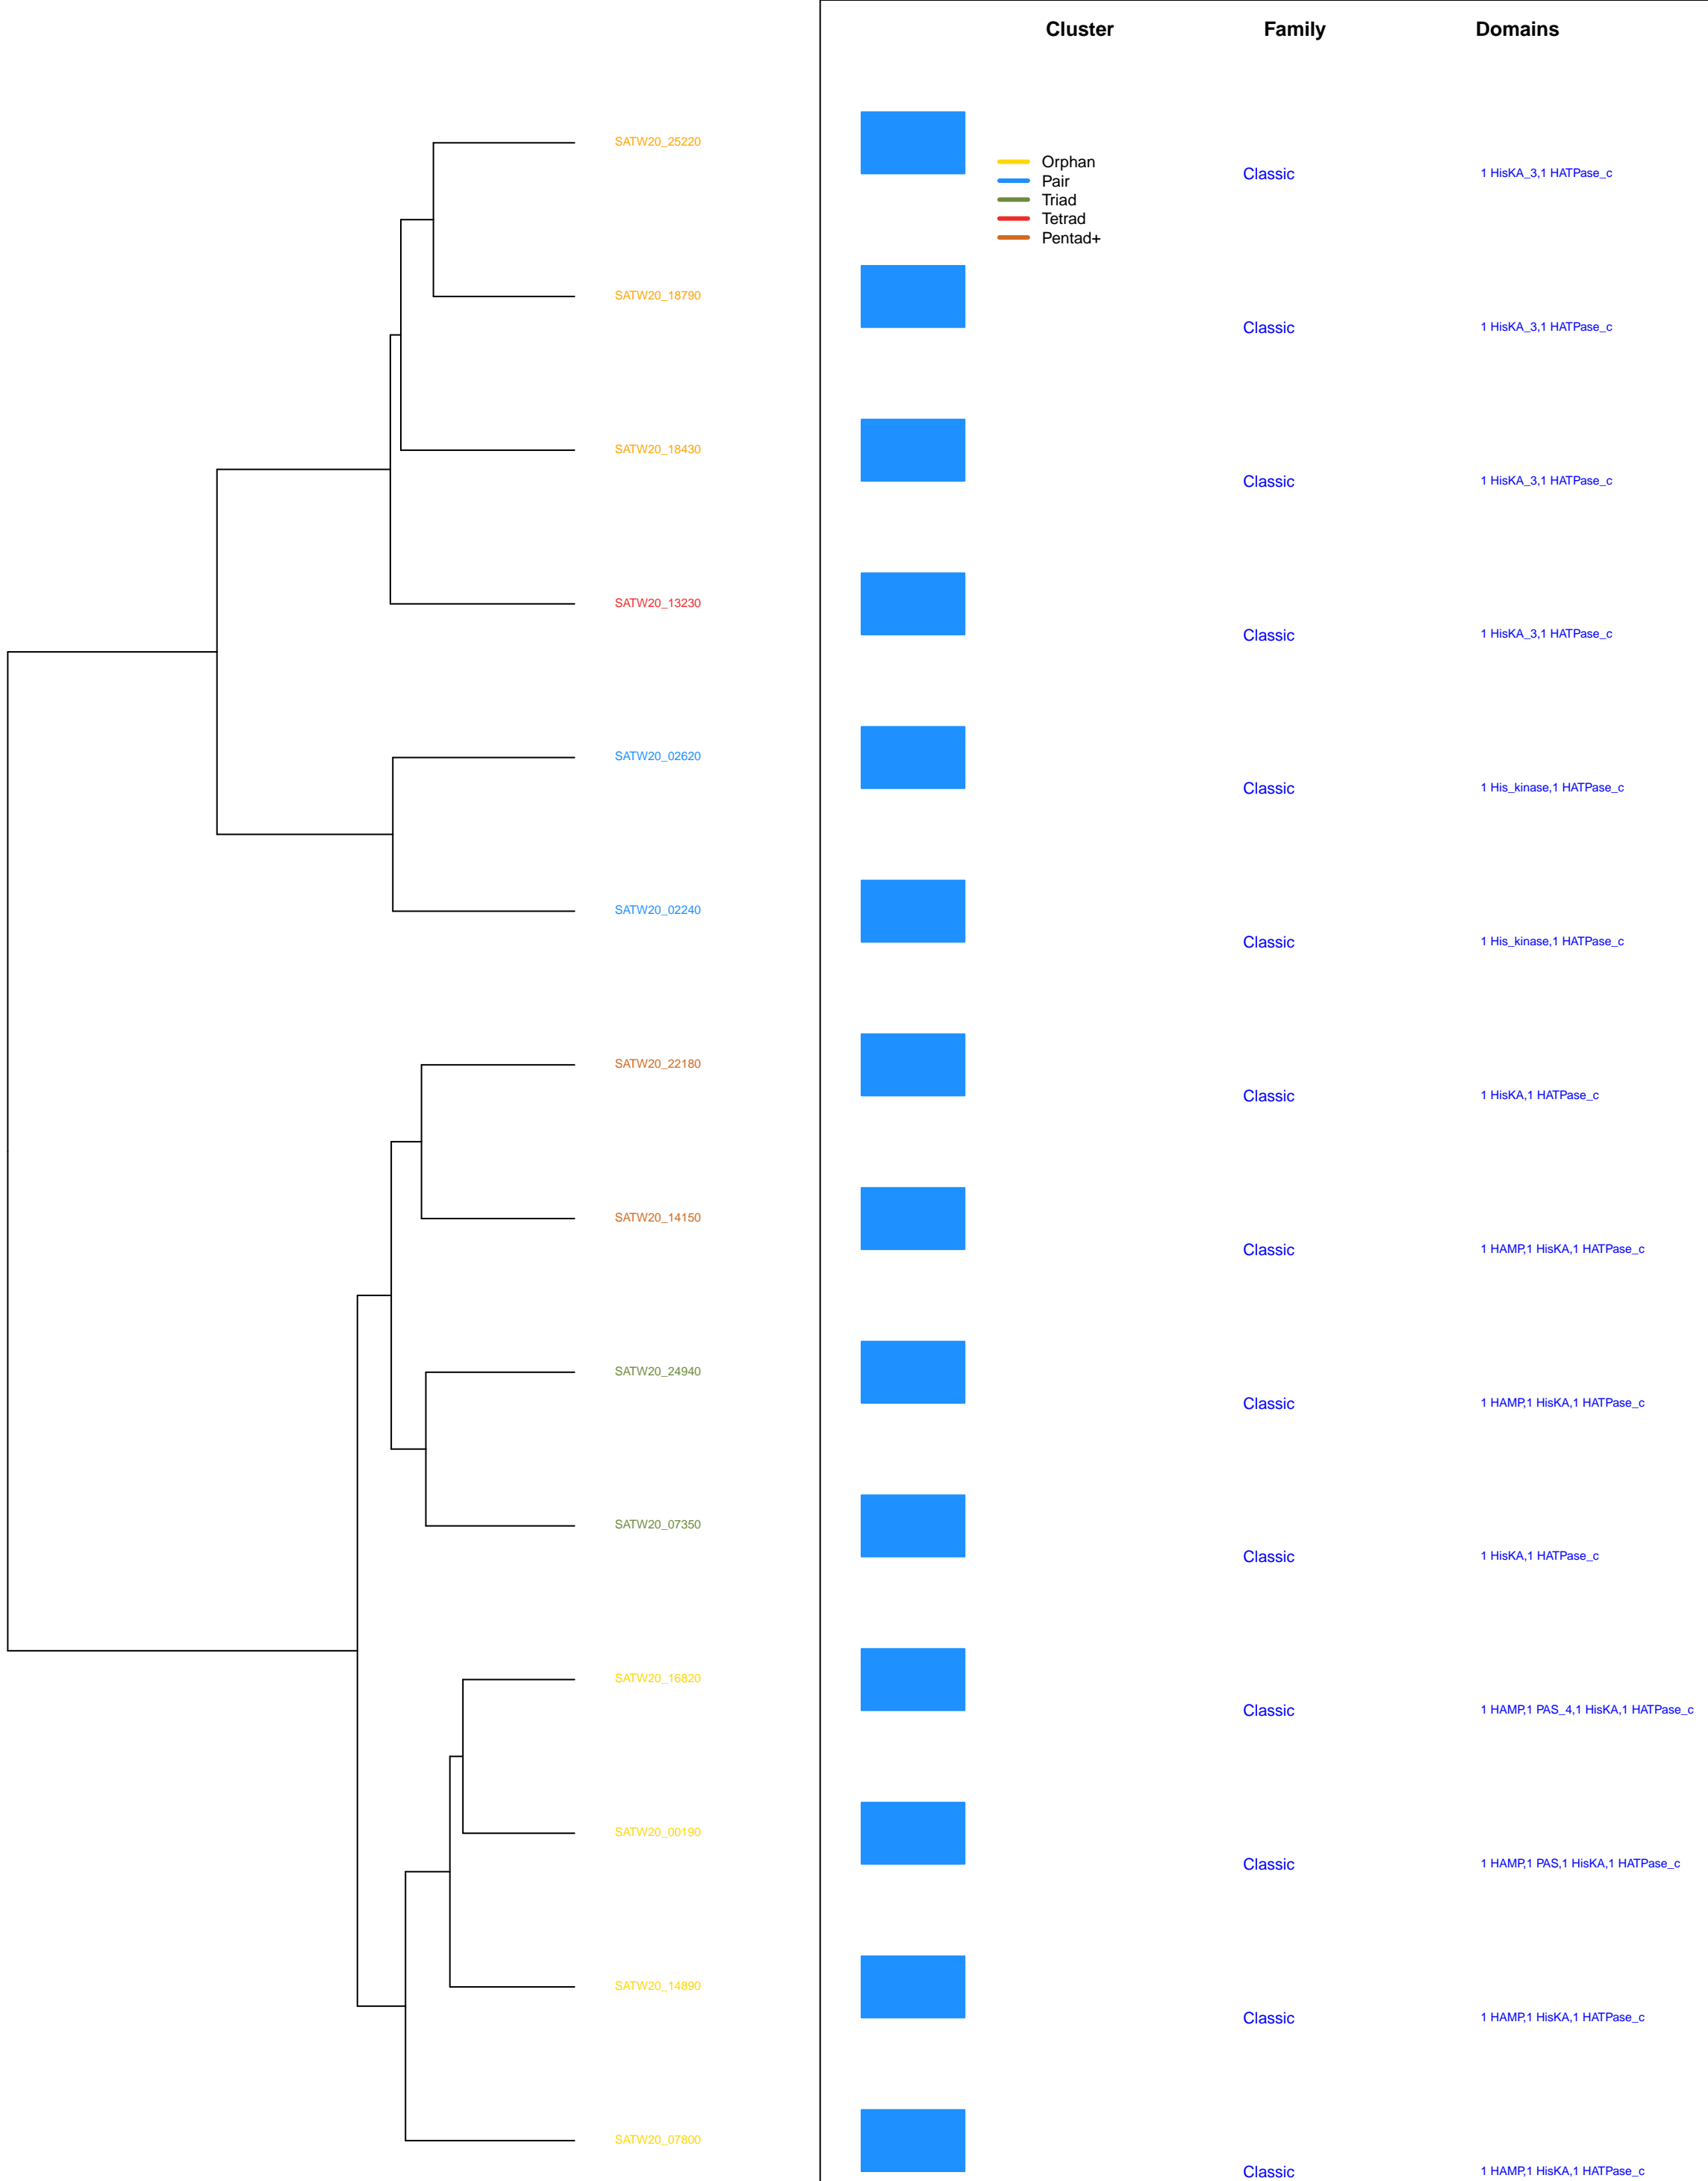 Cluster Family Domains
SATW20_25220
Orphan
Pair
Triad
Tetrad
Pentad+
Classic 1 HisKA_3,1 HATPase_c
SATW20_18790
Classic 1 HisKA_3,1 HATPase_c
SATW20_18430
Classic 1 HisKA_3,1 HATPase_c
SATW20_13230
Classic 1 HisKA_3,1 HATPase_c
SATW20_02620
Classic 1 His_kinase,1 HATPase_c
SATW20_02240
Classic 1 His_kinase,1 HATPase_c
SATW20_22180
Classic 1 HisKA,1 HATPase_c
SATW20_14150
Classic 1 HAMP,1 HisKA,1 HATPase_c
SATW20_24940
Classic 1 HAMP,1 HisKA,1 HATPase_c
SATW20_07350
Classic 1 HisKA,1 HATPase_c
SATW20_16820
Classic 1 HAMP,1 PAS_4,1 HisKA,1 HATPase_c
SATW20_00190
Classic 1 HAMP,1 PAS,1 HisKA,1 HATPase_c
SATW20_14890
Classic 1 HAMP,1 HisKA,1 HATPase_c
SATW20_07800
Classic 1 HAMP,1 HisKA,1 HATPase_c